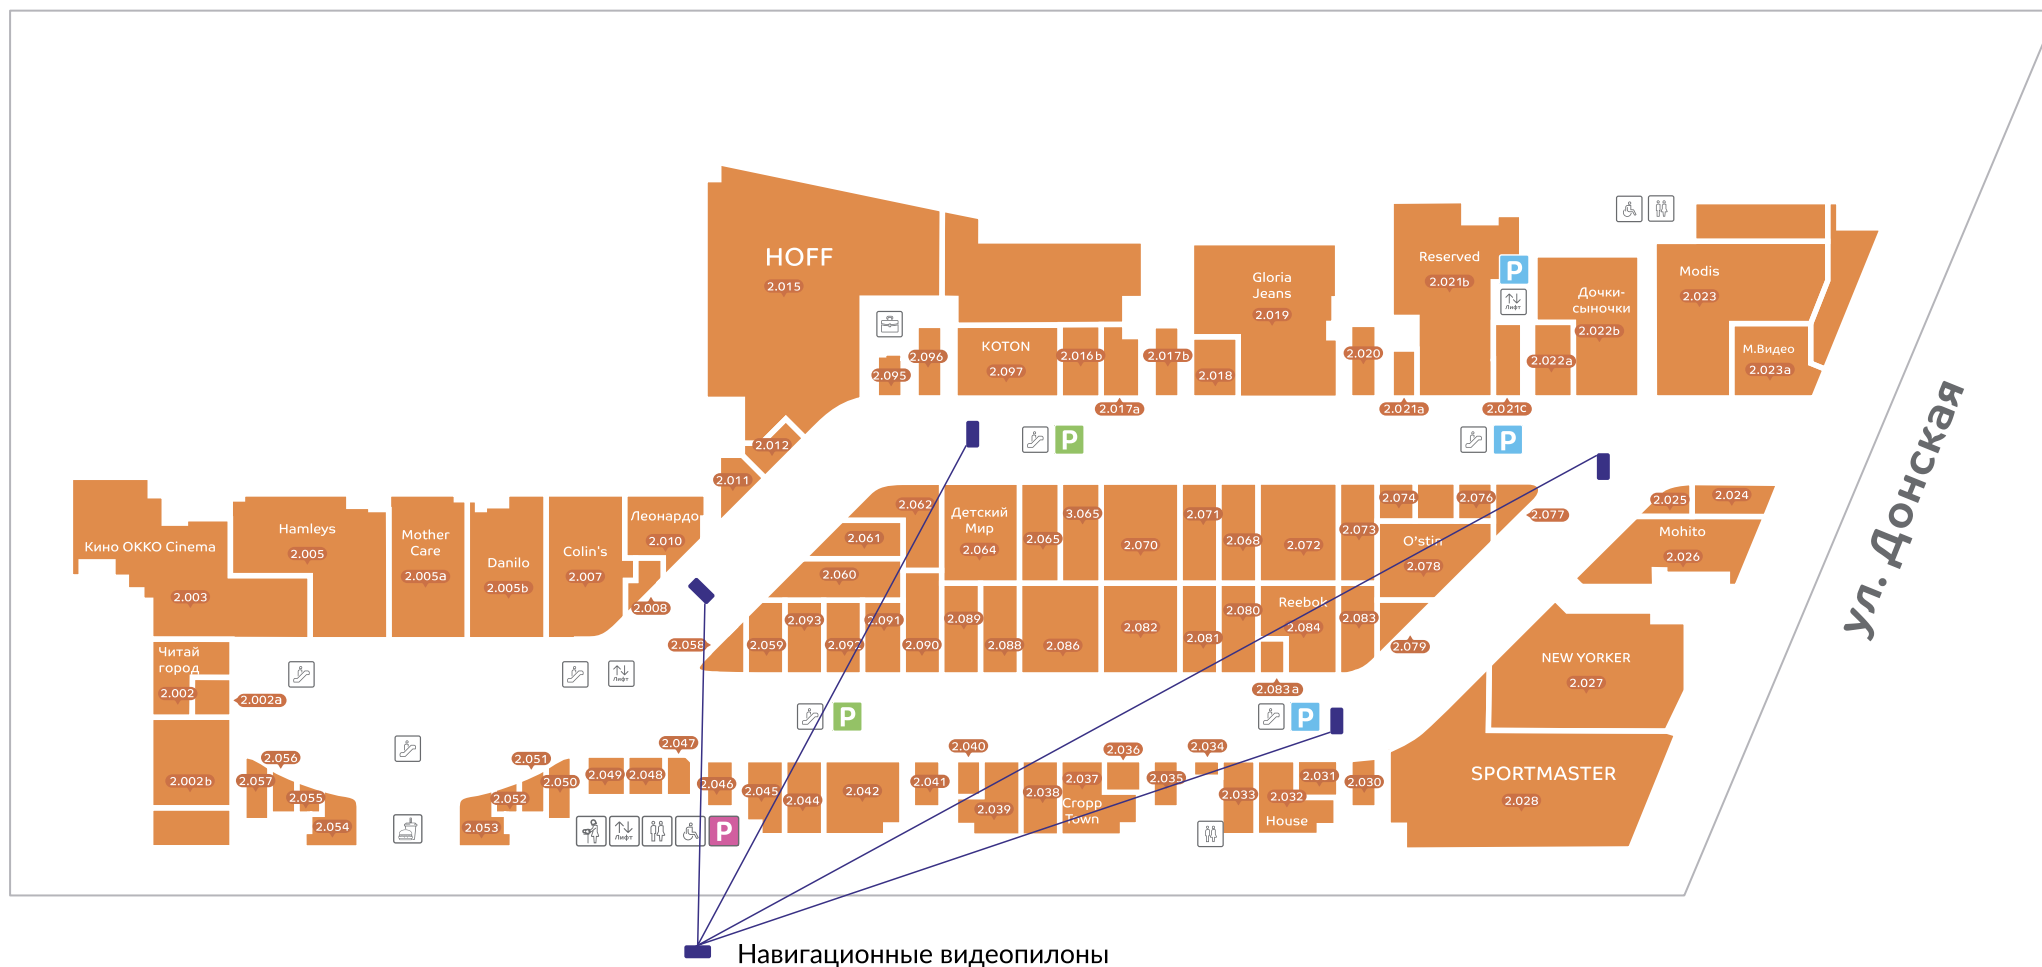 HOFF
2.015
Gloria
Jeans
2.019
Reserved
2.021b
P
Лифт
Дочки-
сыночки
2.022b
Modis
2.023
М.Видео
2.023a
2.095
2.096
KOTON
2.097
2.016b
2.017a
2.017b
2.018
2.020
2.021a
2.021c
2.022a
P
P
2.012
2.011
Кино OKKO Cinema
2.003
Hamleys
2.005
Mother
Care
2.005a
Danilo
2.005b
Colin's
2.007
Леонардо
2.010
2.008
2.062
2.061
2.060
2.058
2.059
2.093
2.092
2.091
2.090
Детский
Мир
2.064
2.065
3.065
2.070
2.071
2.068
2.072
2.073
2.074
2.076
2.077
O'stin
2.078
2.079
2.089
2.088
2.086
2.082
2.081
2.080
Reebok
2.084
2.083
2.083a
2.025
2.024
Mohito
2.026
ул. Донская
NEW YORKER
2.027
SPORTMASTER
2.028
Читай
город
2.002
2.002a
2.002b
Лифт
P
P
2.057
2.056
2.055
2.054
2.053
2.052
2.051
2.050
2.049
2.048
2.047
2.046
2.045
2.044
2.042
2.041
2.040
2.039
2.038
2.037
Cropp
Town
2.036
2.035
2.034
2.033
2.032
House
2.031
2.030
Лифт
P
Навигационные видеопилоны